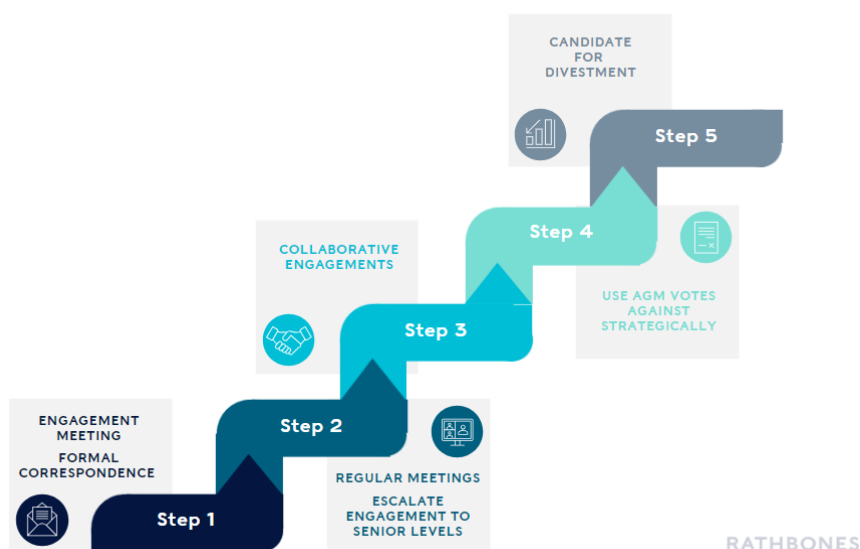 CANDIDATE
FOR
DIVESTMENT
Step 5
Step 4
USE AGM VOTES
AGAINST
STRATEGICALLY
COLLABORATIVE
ENGAGEMENTS
Step 3
Step 2
REGULAR MEETINGS
ESCALATE
ENGAGEMENT TO
SENIOR LEVELS
ENGAGEMENT
MEETING
FORMAL
CORRESPONDENCE
Step 1
RATHBONES